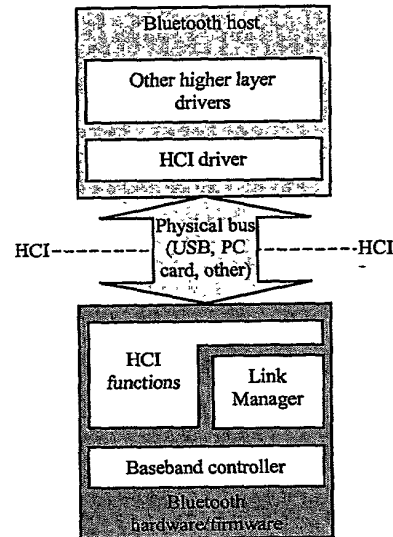 Bluetooth host
Other higher layer
drivers
HCI driver
Physical bus
HCI
(USB, PC
HCI
card, other)
HCI
functions
Link
Manager
Baseband controller
Bluetooth
hardware/firmware